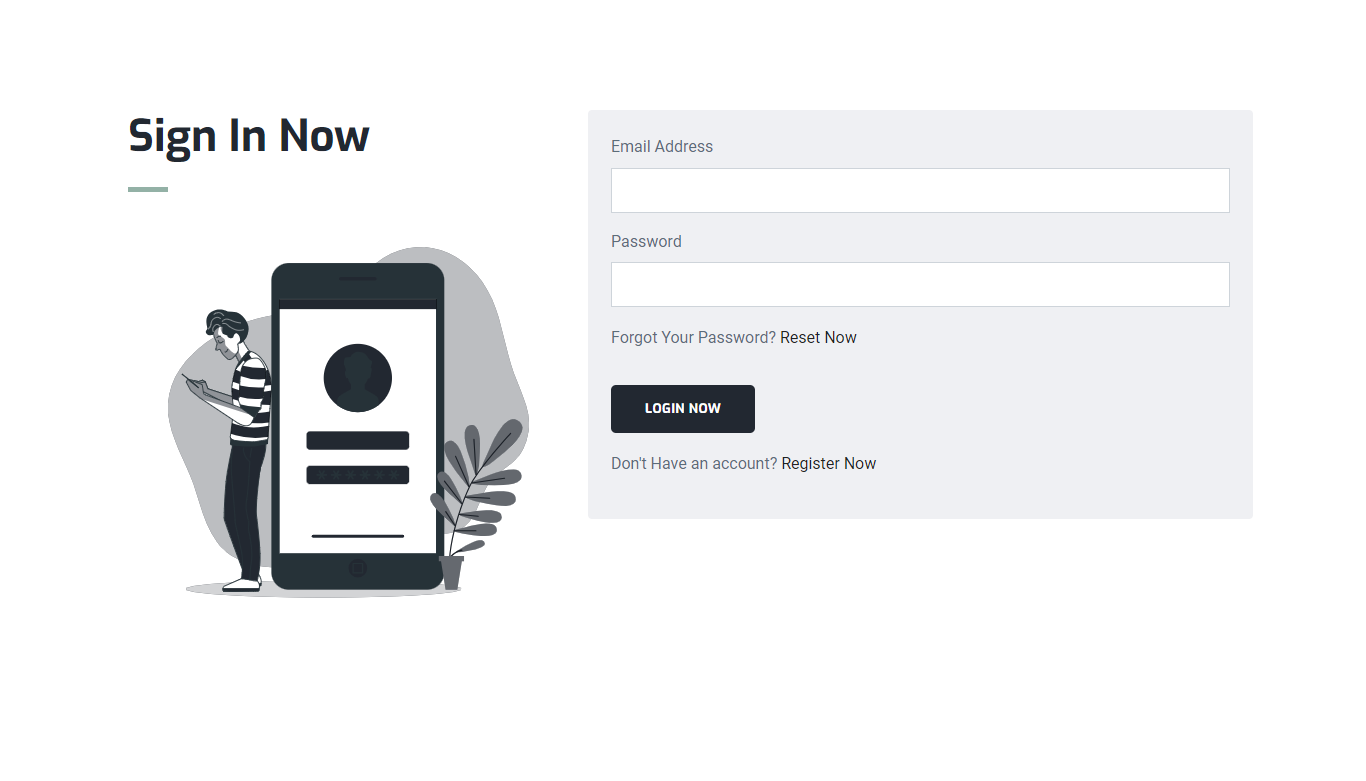 Sign In Now
Email Address
Password
Forgot Your Password? Reset Now
LOGIN NOW
Don't Have an account? Register Now